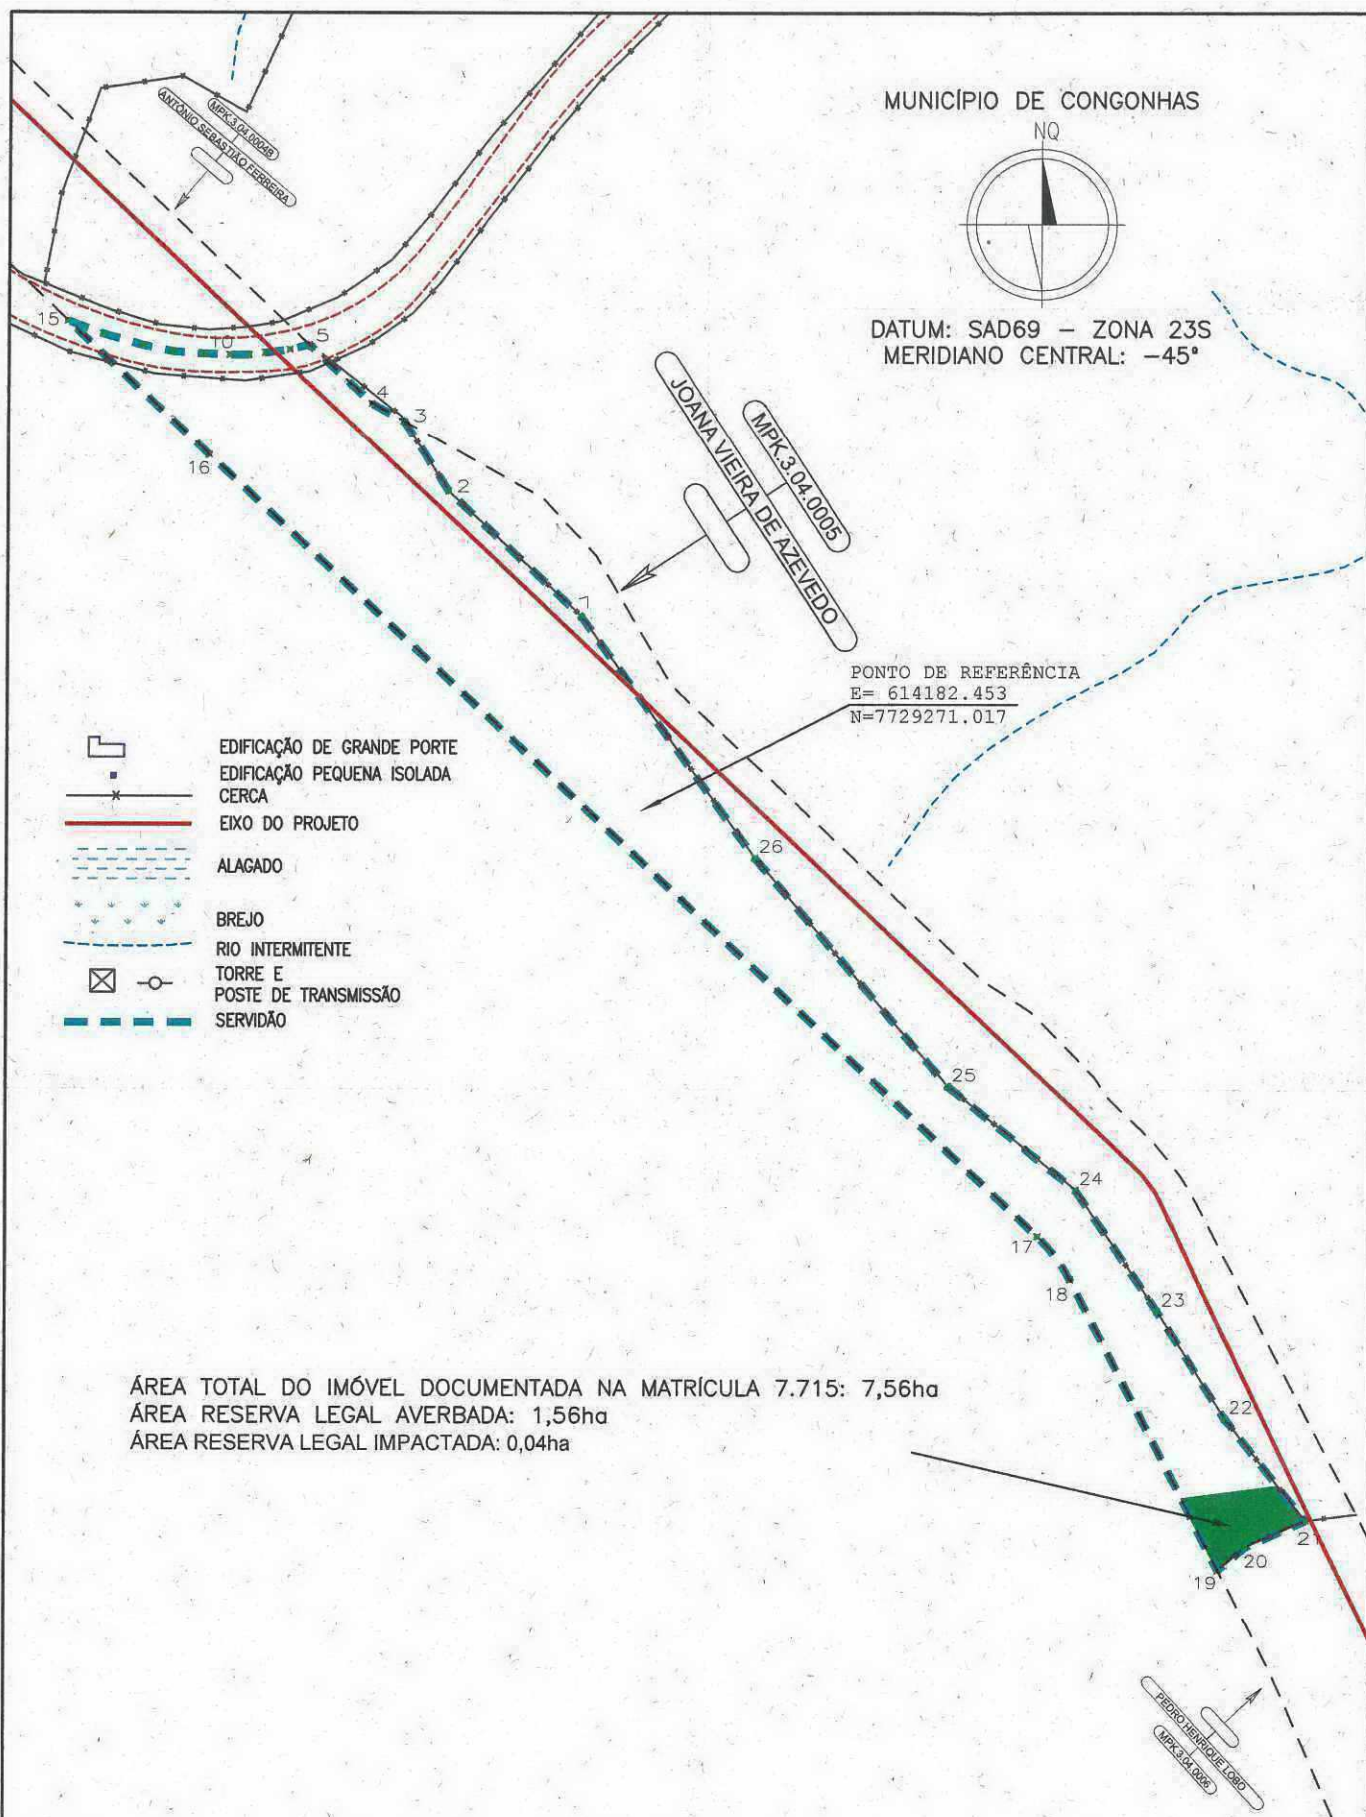 MUNICÍPIO DE CONGONHAS
NQ
DATUM: SAD69 – ZONA 23S
MERIDIANO CENTRAL: –45°
MPK.3.04.0004B
ANTÔNIO SEBASTIÃO FERREIRA
15
10
5
4
3
16
2
1
JOANA VIEIRA DE AZEVEDO
MPK.3.04.0005
PONTO DE REFERÊNCIA
E= 614182.453
N=7729271.017
EDIFICAÇÃO DE GRANDE PORTE
EDIFICAÇÃO PEQUENA ISOLADA
CERCA
EIXO DO PROJETO
ALAGADO
BREJO
RIO INTERMITENTE
TORRE E
POSTE DE TRANSMISSÃO
SERVIDÃO
26
25
24
17
18
23
22
ÁREA TOTAL DO IMÓVEL DOCUMENTADA NA MATRÍCULA 7.715: 7,56ha
ÁREA RESERVA LEGAL AVERBADA: 1,56ha
ÁREA RESERVA LEGAL IMPACTADA: 0,04ha
21
20
19
PEDRO HENRIQUE LOBO
MPK.3.04.0006